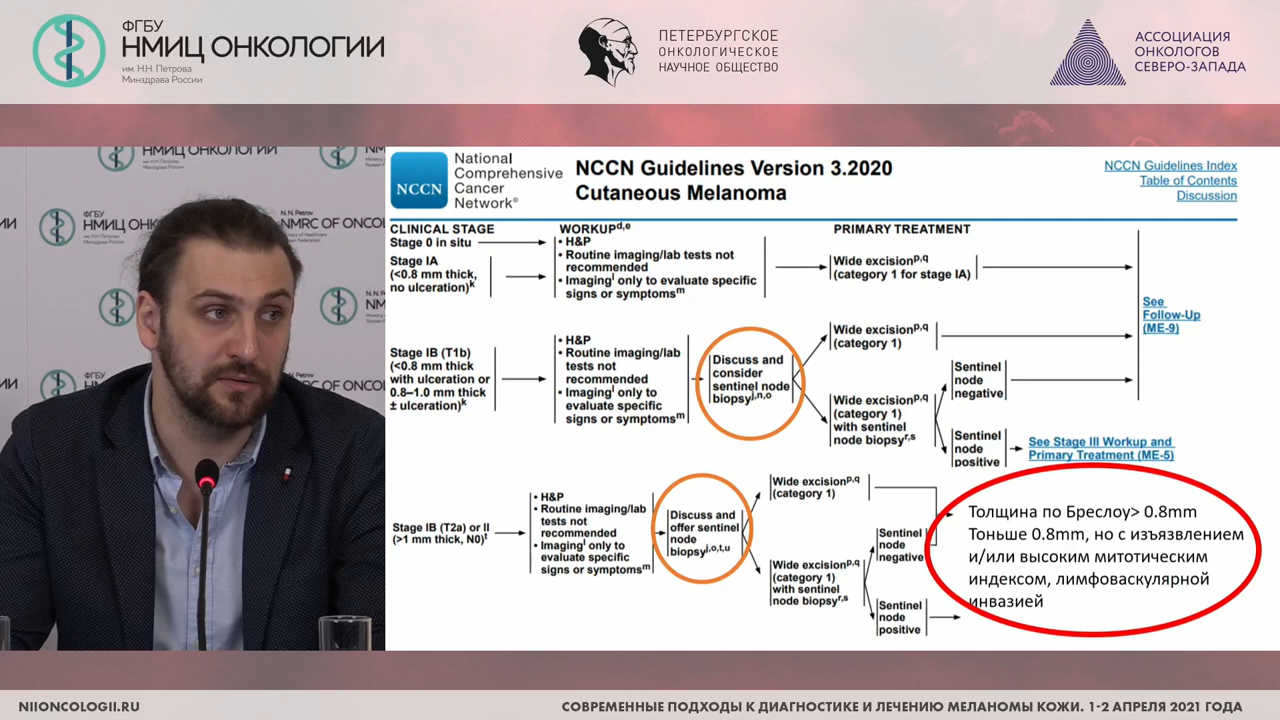 ФГБУ
НМИЦ ОНКОЛОГИИ
им. Н.Н. Петрова
Минздрава России
ПЕТЕРБУРГСКОЕ
ОНКОЛОГИЧЕСКОЕ
НАУЧНОЕ ОБЩЕСТВО
АССОЦИАЦИЯ
ОНКОЛОГОВ
СЕВЕРО-ЗАПАДА
НМИЦ ОНКОЛОГИИ
ФГБУ
НМИЦ
N.N. Petrov
NMRC OF ONCO
NCCN
National
Comprehensive
Cancer
Network®
NCCN Guidelines Version 3.2020
Cutaneous Melanoma
NCCN Guidelines Index
Table of Contents
Discussion
CLINICAL STAGE
WORKUPd,e
PRIMARY TREATMENT
Stage 0 in situ
Stage IA
(<0.8 mm thick,
no ulceration)k
• H&P
• Routine imaging/lab tests not
recommended
• Imagingl only to evaluate specific
signs or symptomsm
Wide excisionp,q
(category 1 for stage IA)
See
Follow-Up
(ME-9)
Stage IB (T1b)
(<0.8 mm thick
with ulceration or
0.8–1.0 mm thick
± ulceration)k
• H&P
• Routine imaging/lab
tests not
recommended
• Imagingl only to
evaluate specific
signs or symptomsm
Discuss and
consider
sentinel node
biopsyj,n,o
Wide excisionp,q
(category 1)
Wide excisionp,q
(category 1)
with sentinel
node biopsyr,s
Sentinel
node
negative
Sentinel
node
positive
See Stage III Workup and
Primary Treatment (ME-5)
Stage IB (T2a) or II
(>1 mm thick, N0)t
• H&P
• Routine imaging/lab
tests not
recommended
• Imagingl only to
evaluate specific
signs or symptomsm
Discuss and
offer sentinel
node
biopsyj,o,t,u
Wide excisionp,q
(category 1)
Wide excisionp,q
(category 1)
with sentinel
node biopsyr,s
Sentinel
node
negative
Sentinel
node
positive
Толщина по Бреслоу> 0.8mm
Тоньше 0.8mm, но с изъязвлением
и/или высоким митотическим
индексом, лимфоваскулярной
инвазией
NIIONCOLOGII.RU
СОВРЕМЕННЫЕ ПОДХОДЫ К ДИАГНОСТИКЕ И ЛЕЧЕНИЮ МЕЛАНОМЫ КОЖИ. 1-2 АПРЕЛЯ 2021 ГОДА